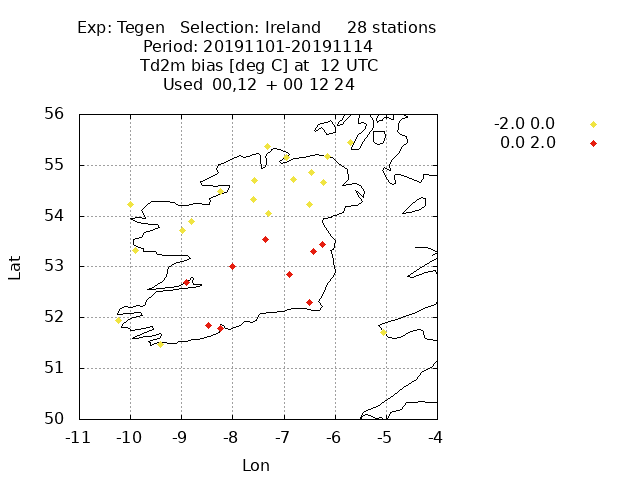 Exp: Tegen   Selection: Ireland     28 stations
Period: 20191101-20191114
Td2m bias [deg C] at  12 UTC
Used  00,12  + 00 12 24
56
55
54
53
52
51
50
-11 -10 -9 -8 -7 -6 -5 -4
Lat
Lon
-2.0 0.0
0.0 2.0